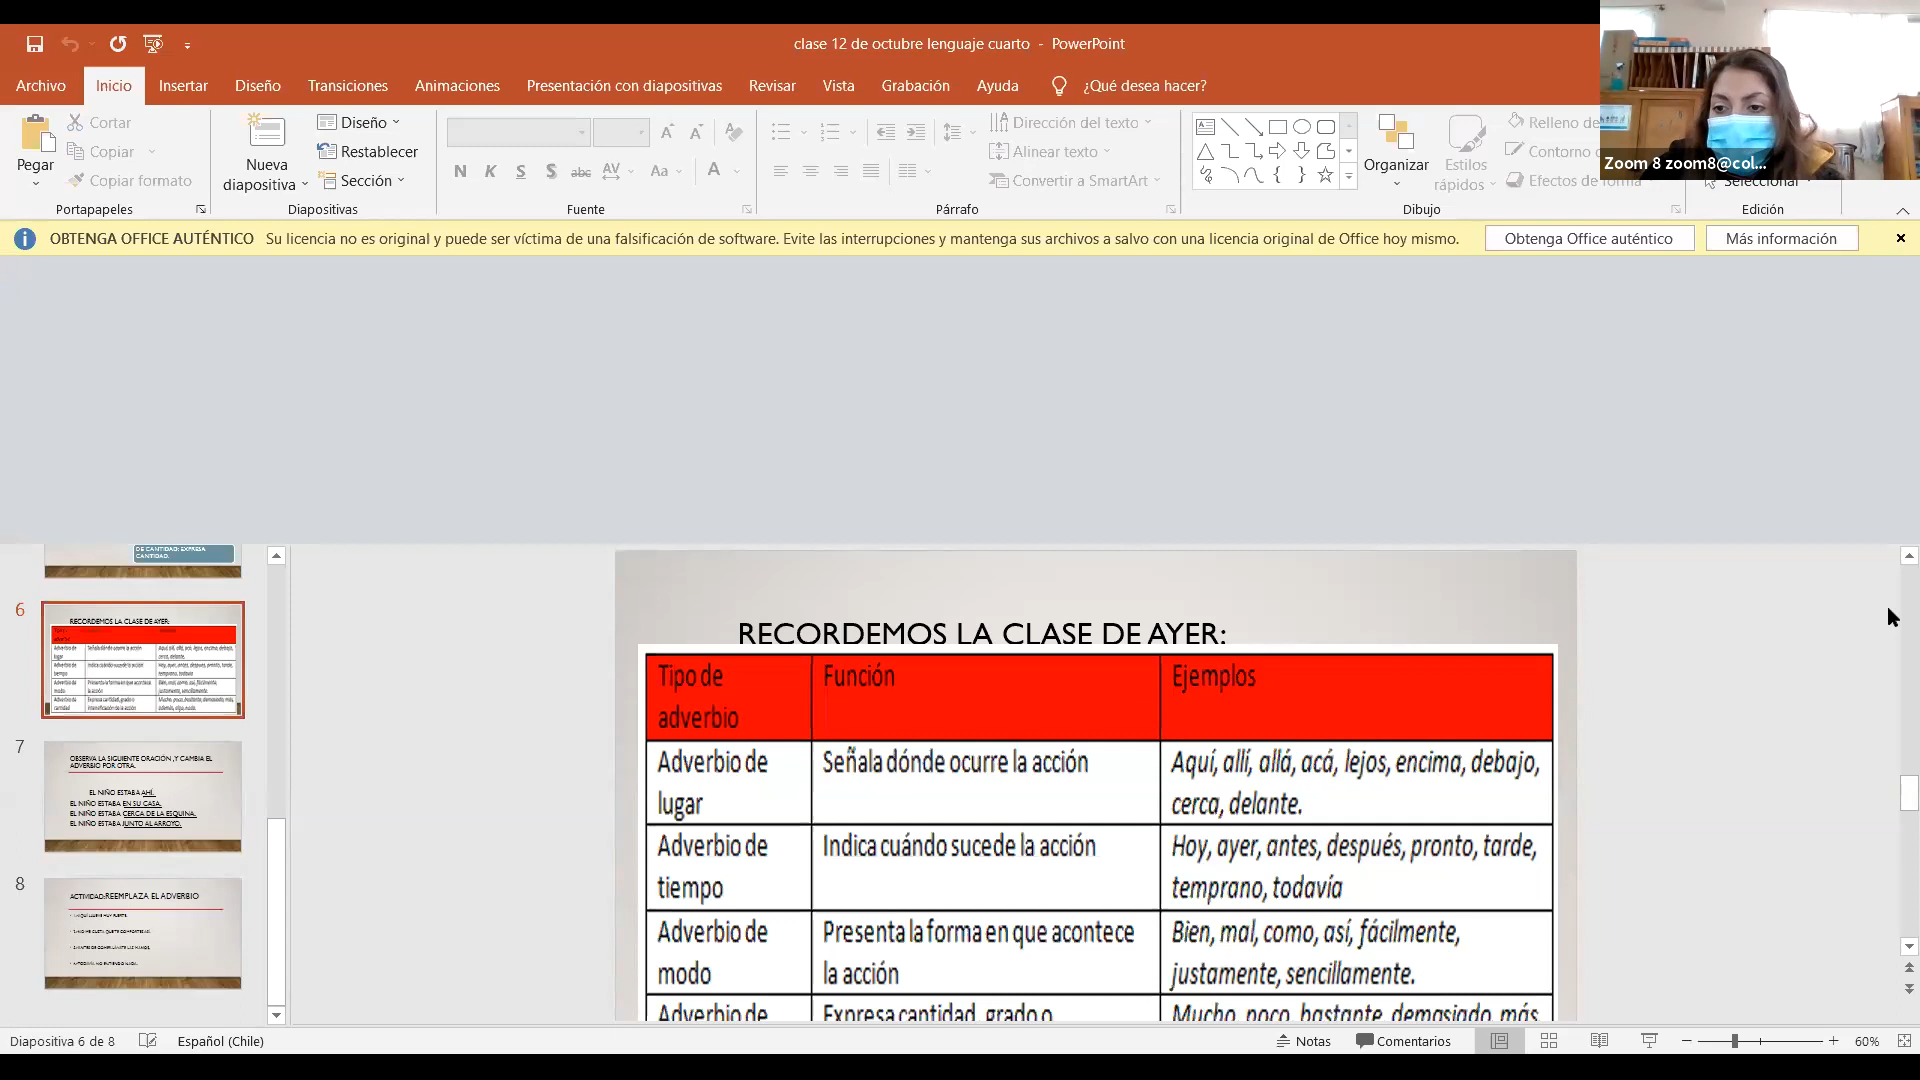 clase 12 de octubre lenguaje cuarto - PowerPoint
Archivo Inicio Insertar Diseño Transiciones Animaciones Presentación con diapositivas Revisar Vista Grabación Ayuda ¿Qué desea hacer?
Pegar
Cortar
Copiar
Copiar formato
Portapapeles
Nueva
diapositiva
Diseño
Restablecer
Sección
Diapositivas
N K S S abc AV Aa A
Fuente
Dirección del texto
Alinear texto
Convertir a SmartArt
Párrafo
Organizar
Estilos
rápidos
Relleno de
Contorno
Efectos de forma
Dibujo
Seleccionar
Edición
Zoom 8 zoom8@col...
OBTENGA OFFICE AUTÉNTICO Su licencia no es original y puede ser víctima de una falsificación de software. Evite las interrupciones y mantenga sus archivos a salvo con una licencia original de Office hoy mismo. Obtenga Office auténtico Más información
DE CANTIDAD: EXPRESA
CANTIDAD.
6
RECORDEMOS LA CLASE DE AYER:
7
OBSERVA LA SIGUIENTE ORACIÓN ,Y CAMBIA EL
ADVERBIO POR OTRA.
EL NIÑO ESTABA AHÍ.
EL NIÑO ESTABA EN SU CASA.
EL NIÑO ESTABA CERCA DE LA ESQUINA.
EL NIÑO ESTABA JUNTO AL ARROYO.
8
ACTIVIDAD:REEMPLAZA EL ADVERBIO
RECORDEMOS LA CLASE DE AYER:
Tipo de
adverbio
Función
Ejemplos
Adverbio de
lugar
Señala dónde ocurre la acción
Aquí, allí, allá, acá, lejos, encima, debajo,
cerca, delante.
Adverbio de
tiempo
Indica cuándo sucede la acción
Hoy, ayer, antes, después, pronto, tarde,
temprano, todavía
Adverbio de
modo
Presenta la forma en que acontece
la acción
Bien, mal, como, así, fácilmente,
justamente, sencillamente.
Adverbio de
Expresa cantidad, grado o
Mucho, poco, bastante, demasiado, más
Diapositiva 6 de 8 Español (Chile) Notas Comentarios 60%